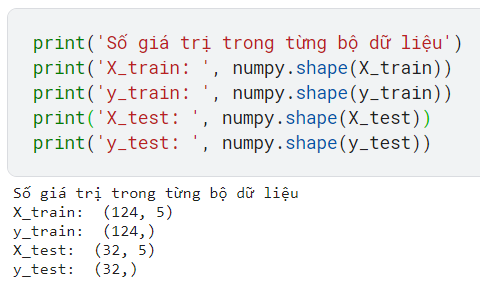 print('Số giá trị trong từng bộ dữ liệu')
print('X_train: ', numpy.shape(X_train))
print('y_train: ', numpy.shape(y_train))
print('X_test: ', numpy.shape(X_test))
print('y_test: ', numpy.shape(y_test))
Số giá trị trong từng bộ dữ liệu
X_train:  (124, 5)
y_train:  (124,)
X_test:  (32, 5)
y_test:  (32,)